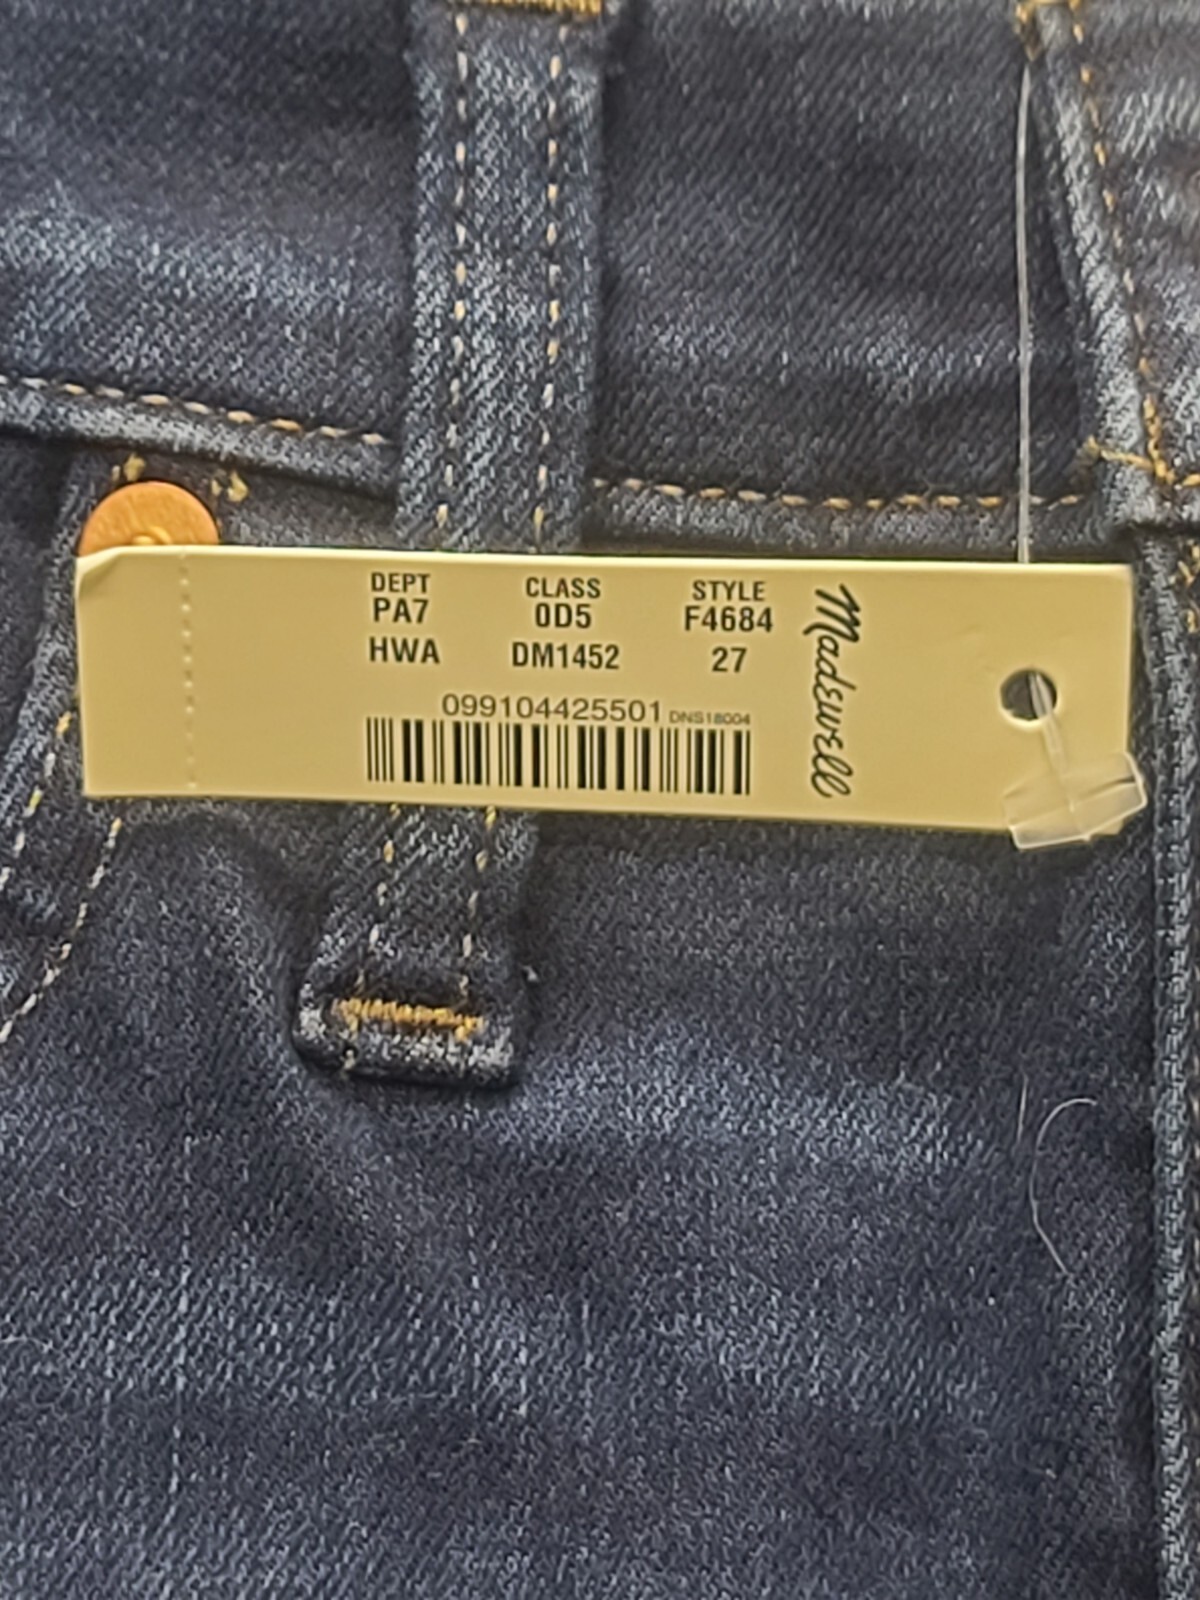 DEPT CLASS STYLE
PA7 0D5 F4684
HWA DM1452 27
099104425501 DNS18004
Madewell